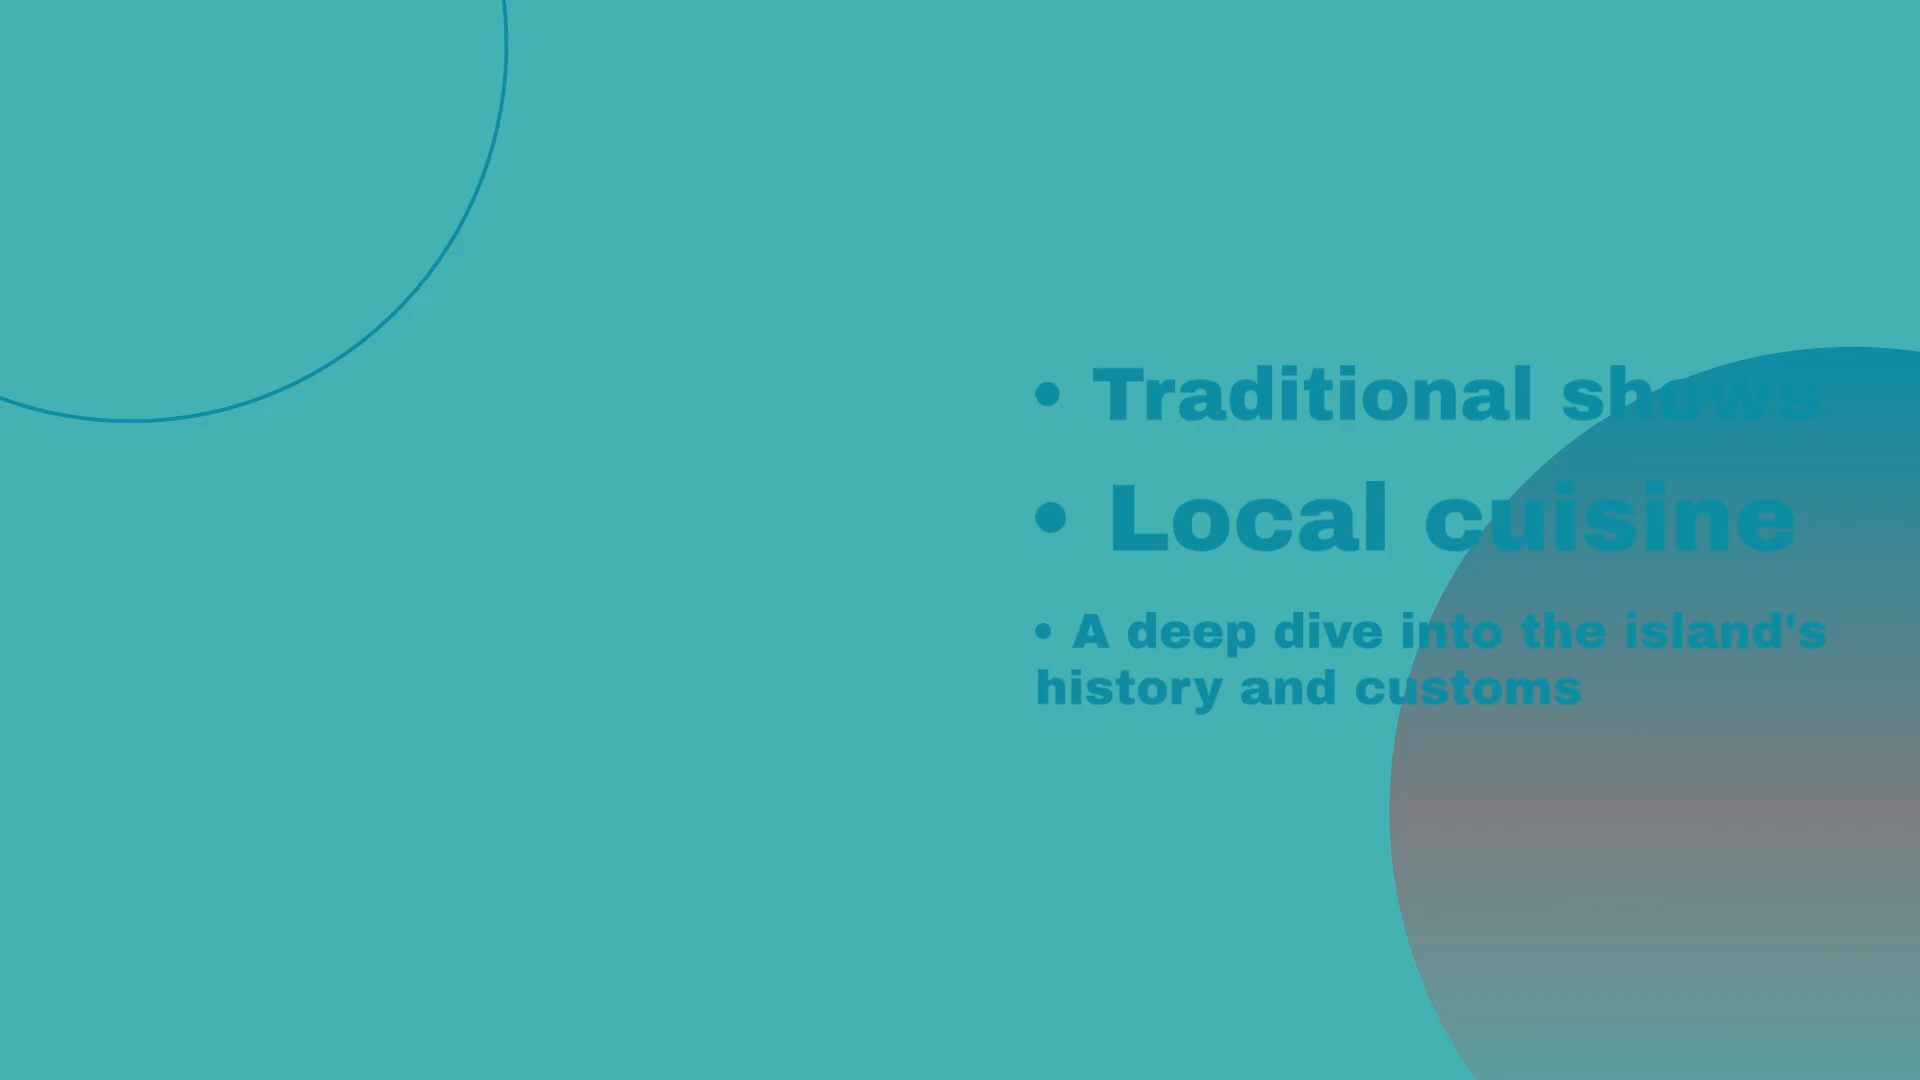 • Traditional shows
• Local cuisine
• A deep dive into the island's
history and customs